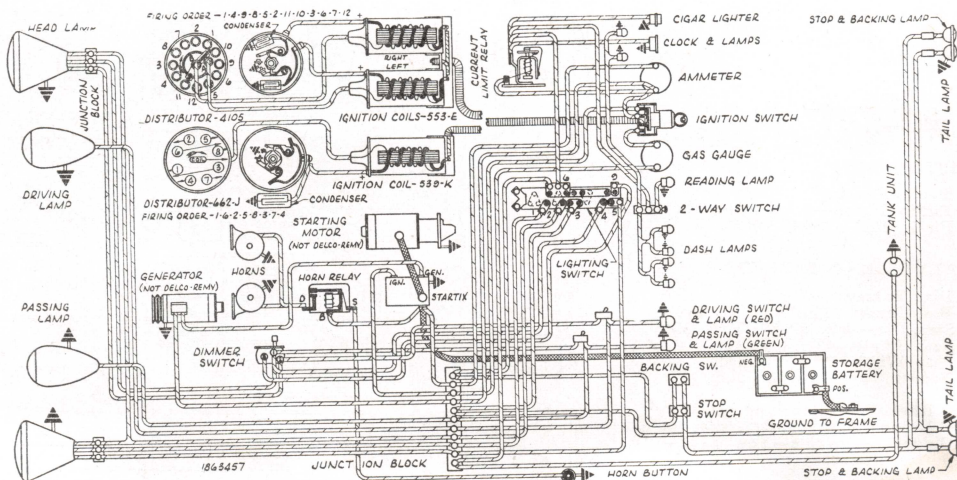 FIRING ORDER - 1-4-9-8-5-2-11-10-3-6-7-12
CONDENSER
HEAD LAMP
JUNCTION BLOCK
RIGHT
LEFT
DISTRIBUTOR-4105
IGNITION COILS-553-E
CURRENT LIMIT RELAY
CIGAR LIGHTER
CLOCK & LAMPS
AMMETER
IGNITION SWITCH
GAS GAUGE
READING LAMP
2-WAY SWITCH
DASH LAMPS
STOP & BACKING LAMP
TAIL LAMP
TANK UNIT
DRIVING LAMP
IGNITION COIL-539-K
DISTRIBUTOR-662-J
CONDENSER
FIRING ORDER-1-6-2-5-8-3-7-4
STARTING MOTOR
(NOT DELCO-REMY)
HORNS
GENERATOR
(NOT DELCO-REMY)
HORN RELAY
IGN.
GEN.
STARTIX
LIGHTING SWITCH
PASSING LAMP
DIMMER SWITCH
DRIVING SWITCH & LAMP (RED)
PASSING SWITCH & LAMP (GREEN)
BACKING SW.
STOP SWITCH
NEG.
POS.
STORAGE BATTERY
GROUND TO FRAME
TAIL LAMP
1863457
JUNCTION BLOCK
HORN BUTTON
STOP & BACKING LAMP